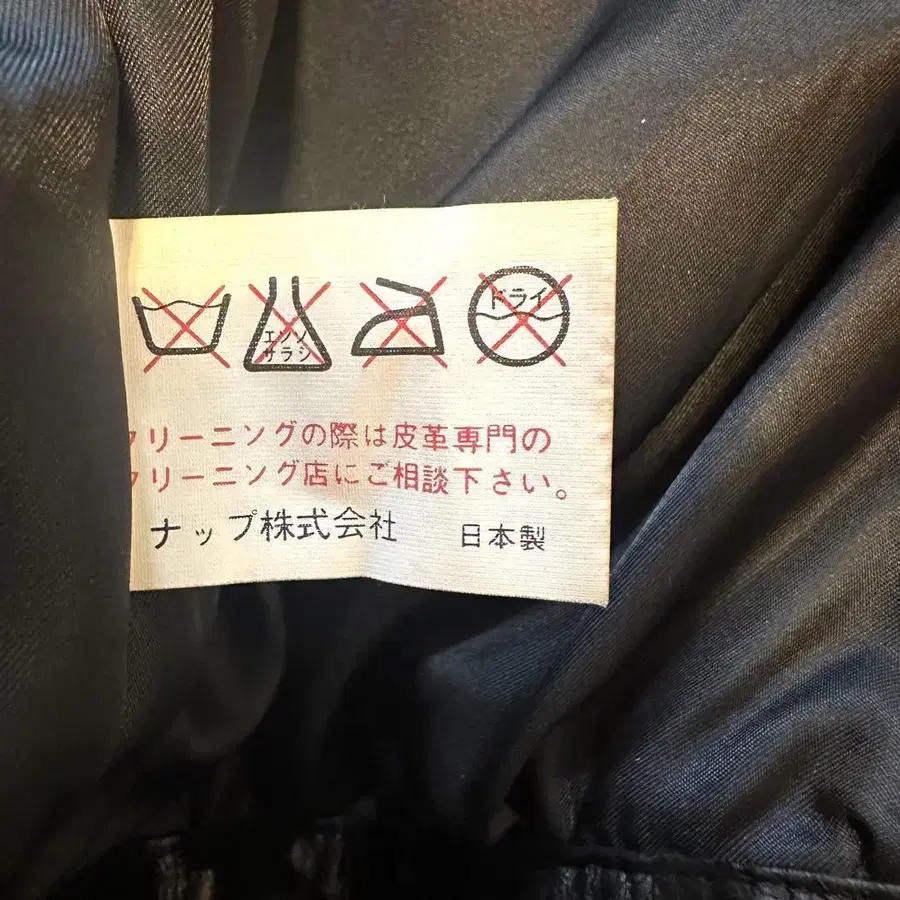 エンソ
サラシ
ドライ
クリーニングの際は皮革専門の
クリーニング店にご相談下さい。
ナップ株式会社 日本製